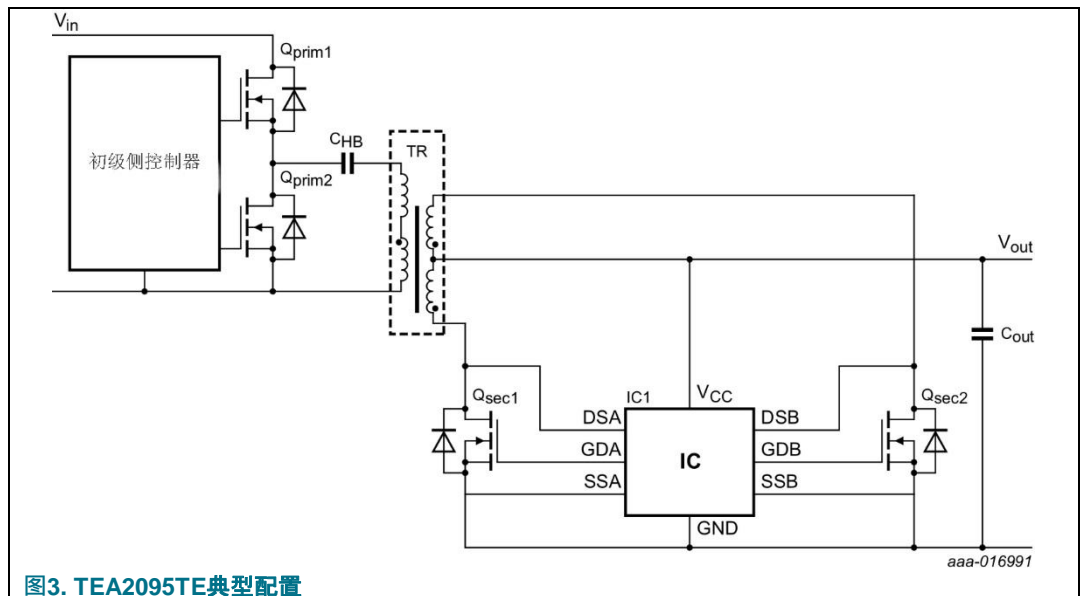 Vin
Qprim1
初级侧控制器
CHB
TR
Qprim2
Vout
Cout
Qsec1
IC1
VCC
Qsec2
DSA
DSB
GDA
IC
GDB
SSA
SSB
GND
aaa-016991
图3. TEA2095TE典型配置